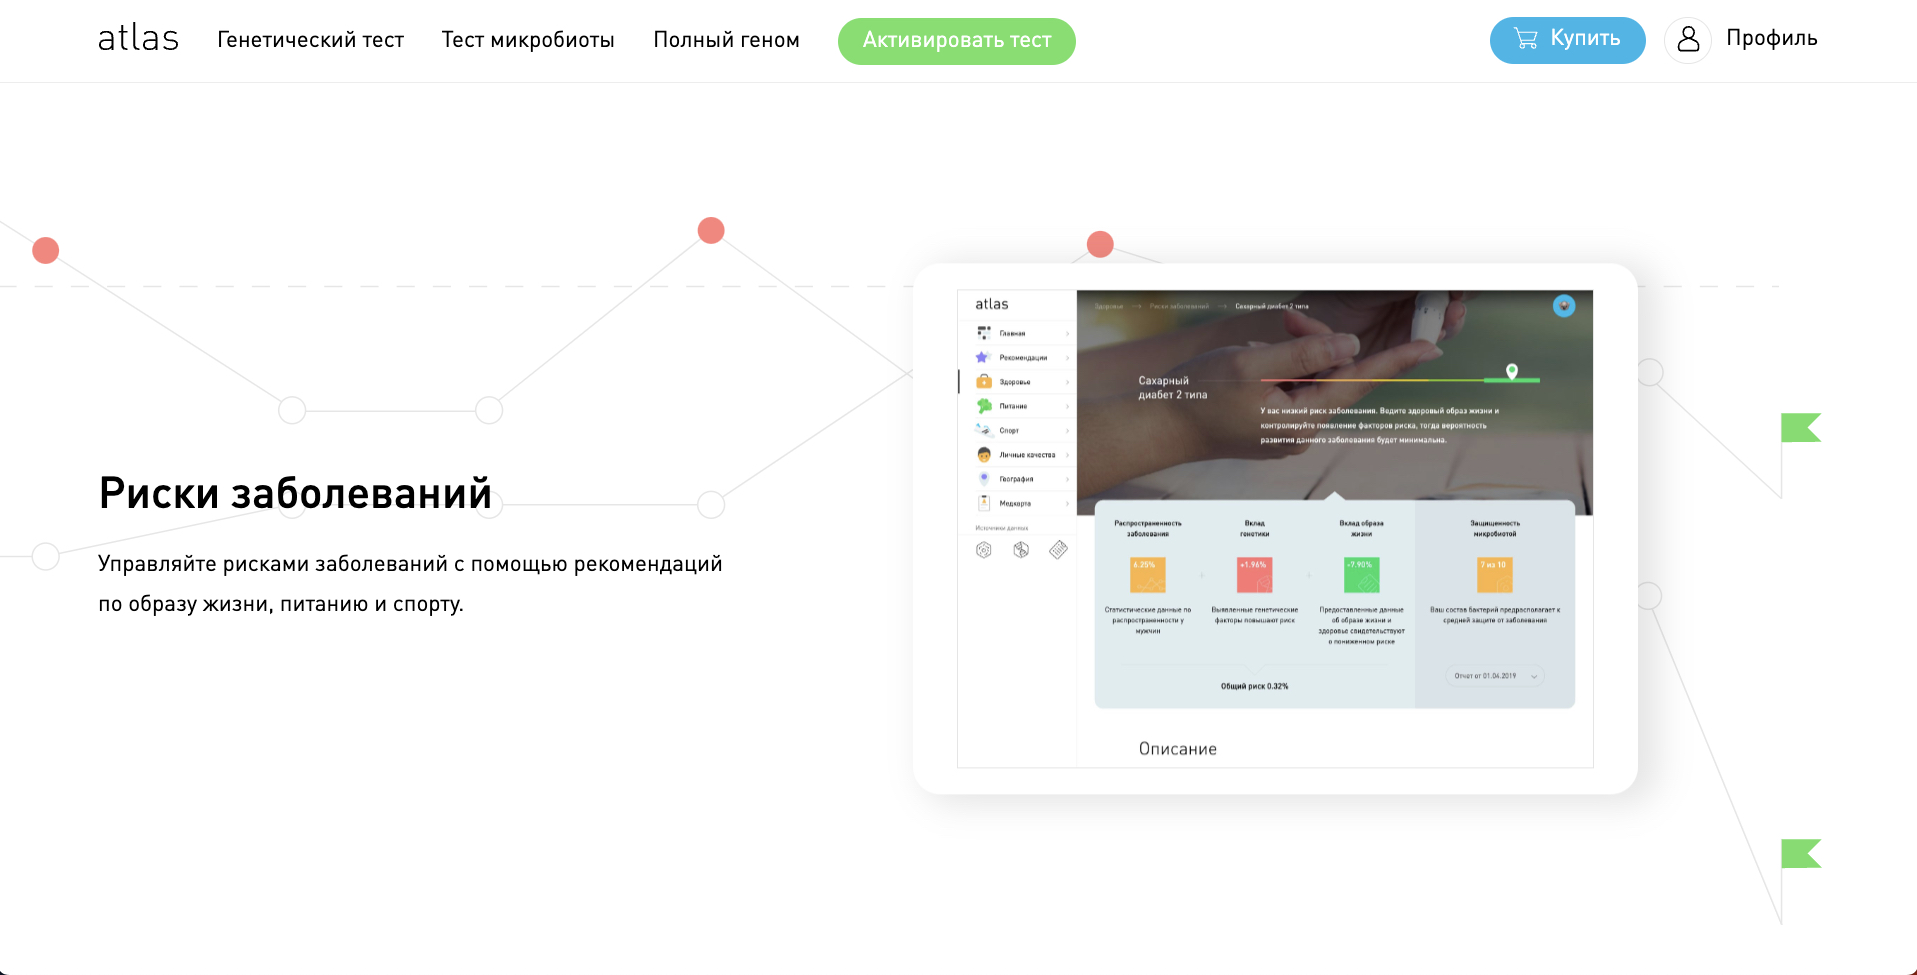 atlas
Генетический тест
Тест микробиоты
Полный геном
Активировать тест
Купить
Профиль
Риски заболеваний
Управляйте рисками заболеваний с помощью рекомендаций
по образу жизни, питанию и спорту.
atlas
Главная
Рекомендации
Здоровье
Питание
Спорт
Личные качества
География
Медкарта
Источники данных
Здоровье → Риски заболеваний → Сахарный диабет 2 типа
Сахарный
диабет 2 типа
У вас низкий риск заболевания. Ведите здоровый образ жизни и
контролируйте появление факторов риска, тогда вероятность
развития данного заболевания будет минимальна.
Распространенность
заболевания
6.25%
Статистические данные по
распространенности у
мужчин
Вклад
генетики
+1.96%
Выявленные генетические
факторы повышают риск
Вклад образа
жизни
-7.90%
Предоставленные данные
об образе жизни и
здоровье свидетельствуют
о пониженном риске
Общий риск 0.32%
Защищенность
микробиотой
7 из 10
Ваш состав бактерий предрасполагает к
средней защите от заболевания
Отчет от 01.04.2019
Описание